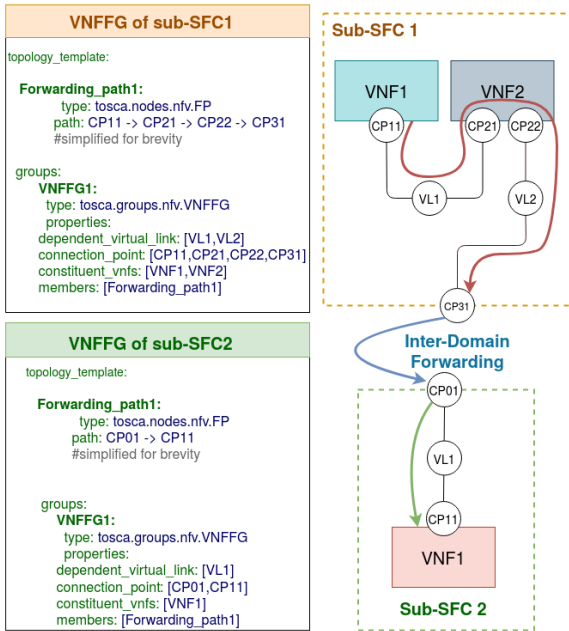 VNFFG of sub-SFC1
topology_template:
Forwarding_path1:
type: tosca.nodes.nfv.FP
path: CP11 -> CP21 -> CP22 -> CP31
#simplified for brevity
groups:
VNFFG1:
type: tosca.groups.nfv.VNFFG
properties:
dependent_virtual_link: [VL1,VL2]
connection_point: [CP11,CP21,CP22,CP31]
constituent_vnfs: [VNF1,VNF2]
members: [Forwarding_path1]
VNFFG of sub-SFC2
topology_template:
Forwarding_path1:
type: tosca.nodes.nfv.FP
path: CP01 -> CP11
#simplified for brevity
groups:
VNFFG1:
type: tosca.groups.nfv.VNFFG
properties:
dependent_virtual_link: [VL1]
connection_point: [CP01,CP11]
constituent_vnfs: [VNF1]
members: [Forwarding_path1]
Sub-SFC 1
VNF1
VNF2
CP11
CP21
CP22
VL1
VL2
CP31
Inter-Domain
Forwarding
CP01
VL1
CP11
VNF1
Sub-SFC 2